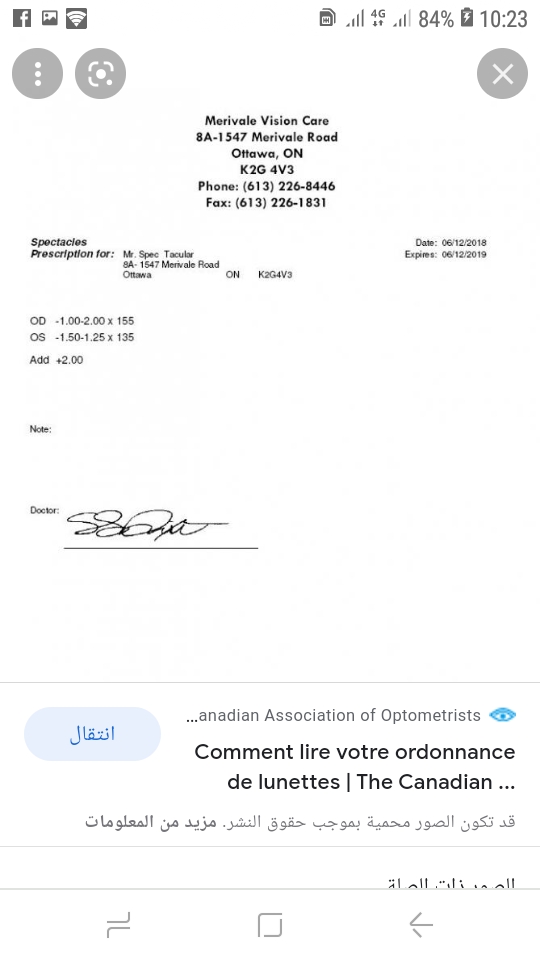 4G 84% 10:23
Merivale Vision Care
8A-1547 Merivale Road
Ottawa, ON
K2G 4V3
Phone: (613) 226-8446
Fax: (613) 226-1831
Spectacles
Prescription for: Mr. Spec Tacular
8A- 1547 Merivale Road
Ottawa ON K2G4V3
Date: 06/12/2018
Expires: 06/12/2019
OD -1.00-2.00 x 155
OS -1.50-1.25 x 135
Add +2.00
Note:
Doctor:
...anadian Association of Optometrists
انتقال
Comment lire votre ordonnance
de lunettes | The Canadian ...
قد تكون الصور محمية بموجب حقوق النشر. مزيد من المعلومات
الصور ذات الصلة